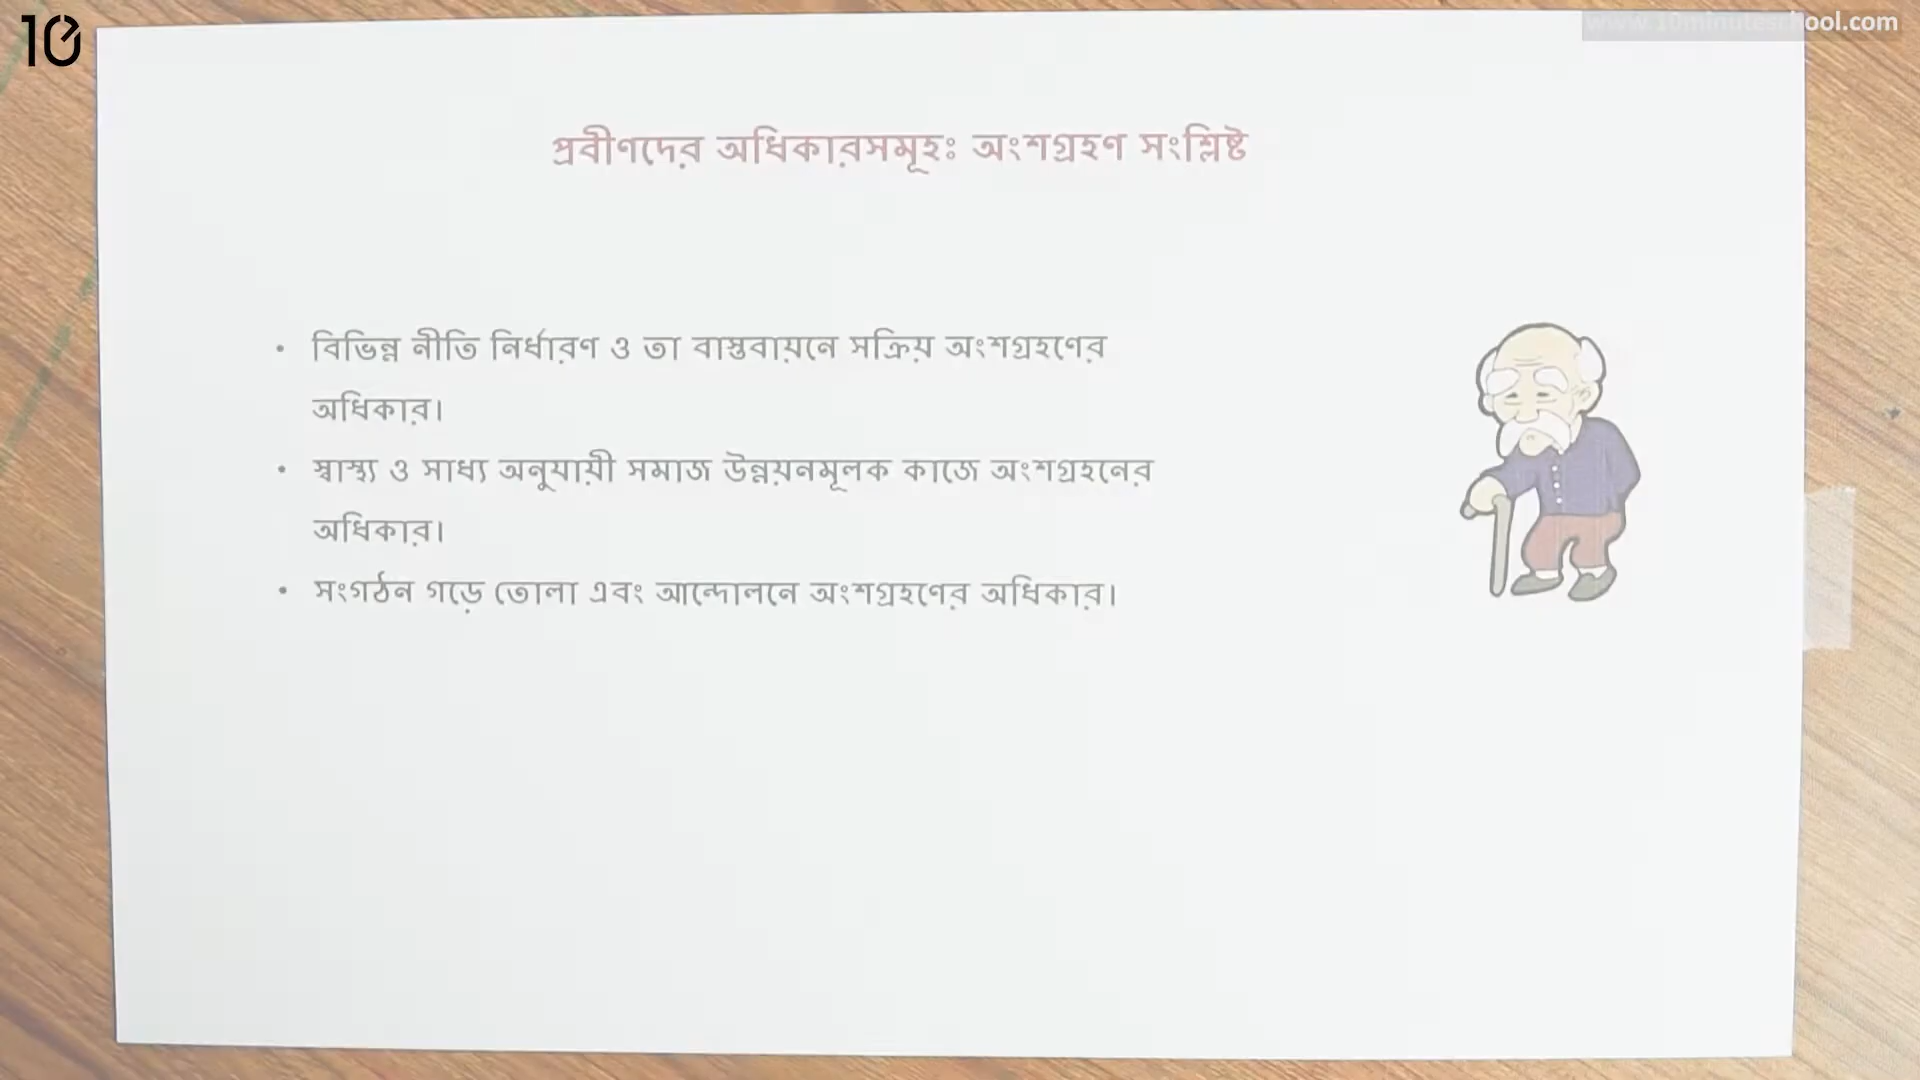 10
www.10minuteschool.com
প্রবীণদের অধিকারসমূহঃ অংশগ্রহণ সংশ্লিষ্ট
• বিভিন্ন নীতি নির্ধারণ ও তা বাস্তবায়নে সক্রিয় অংশগ্রহণের
অধিকার।
• স্বাস্থ্য ও সাধ্য অনুযায়ী সমাজ উন্নয়নমূলক কাজে অংশগ্রহনের
অধিকার।
• সংগঠন গড়ে তোলা এবং আন্দোলনে অংশগ্রহণের অধিকার।